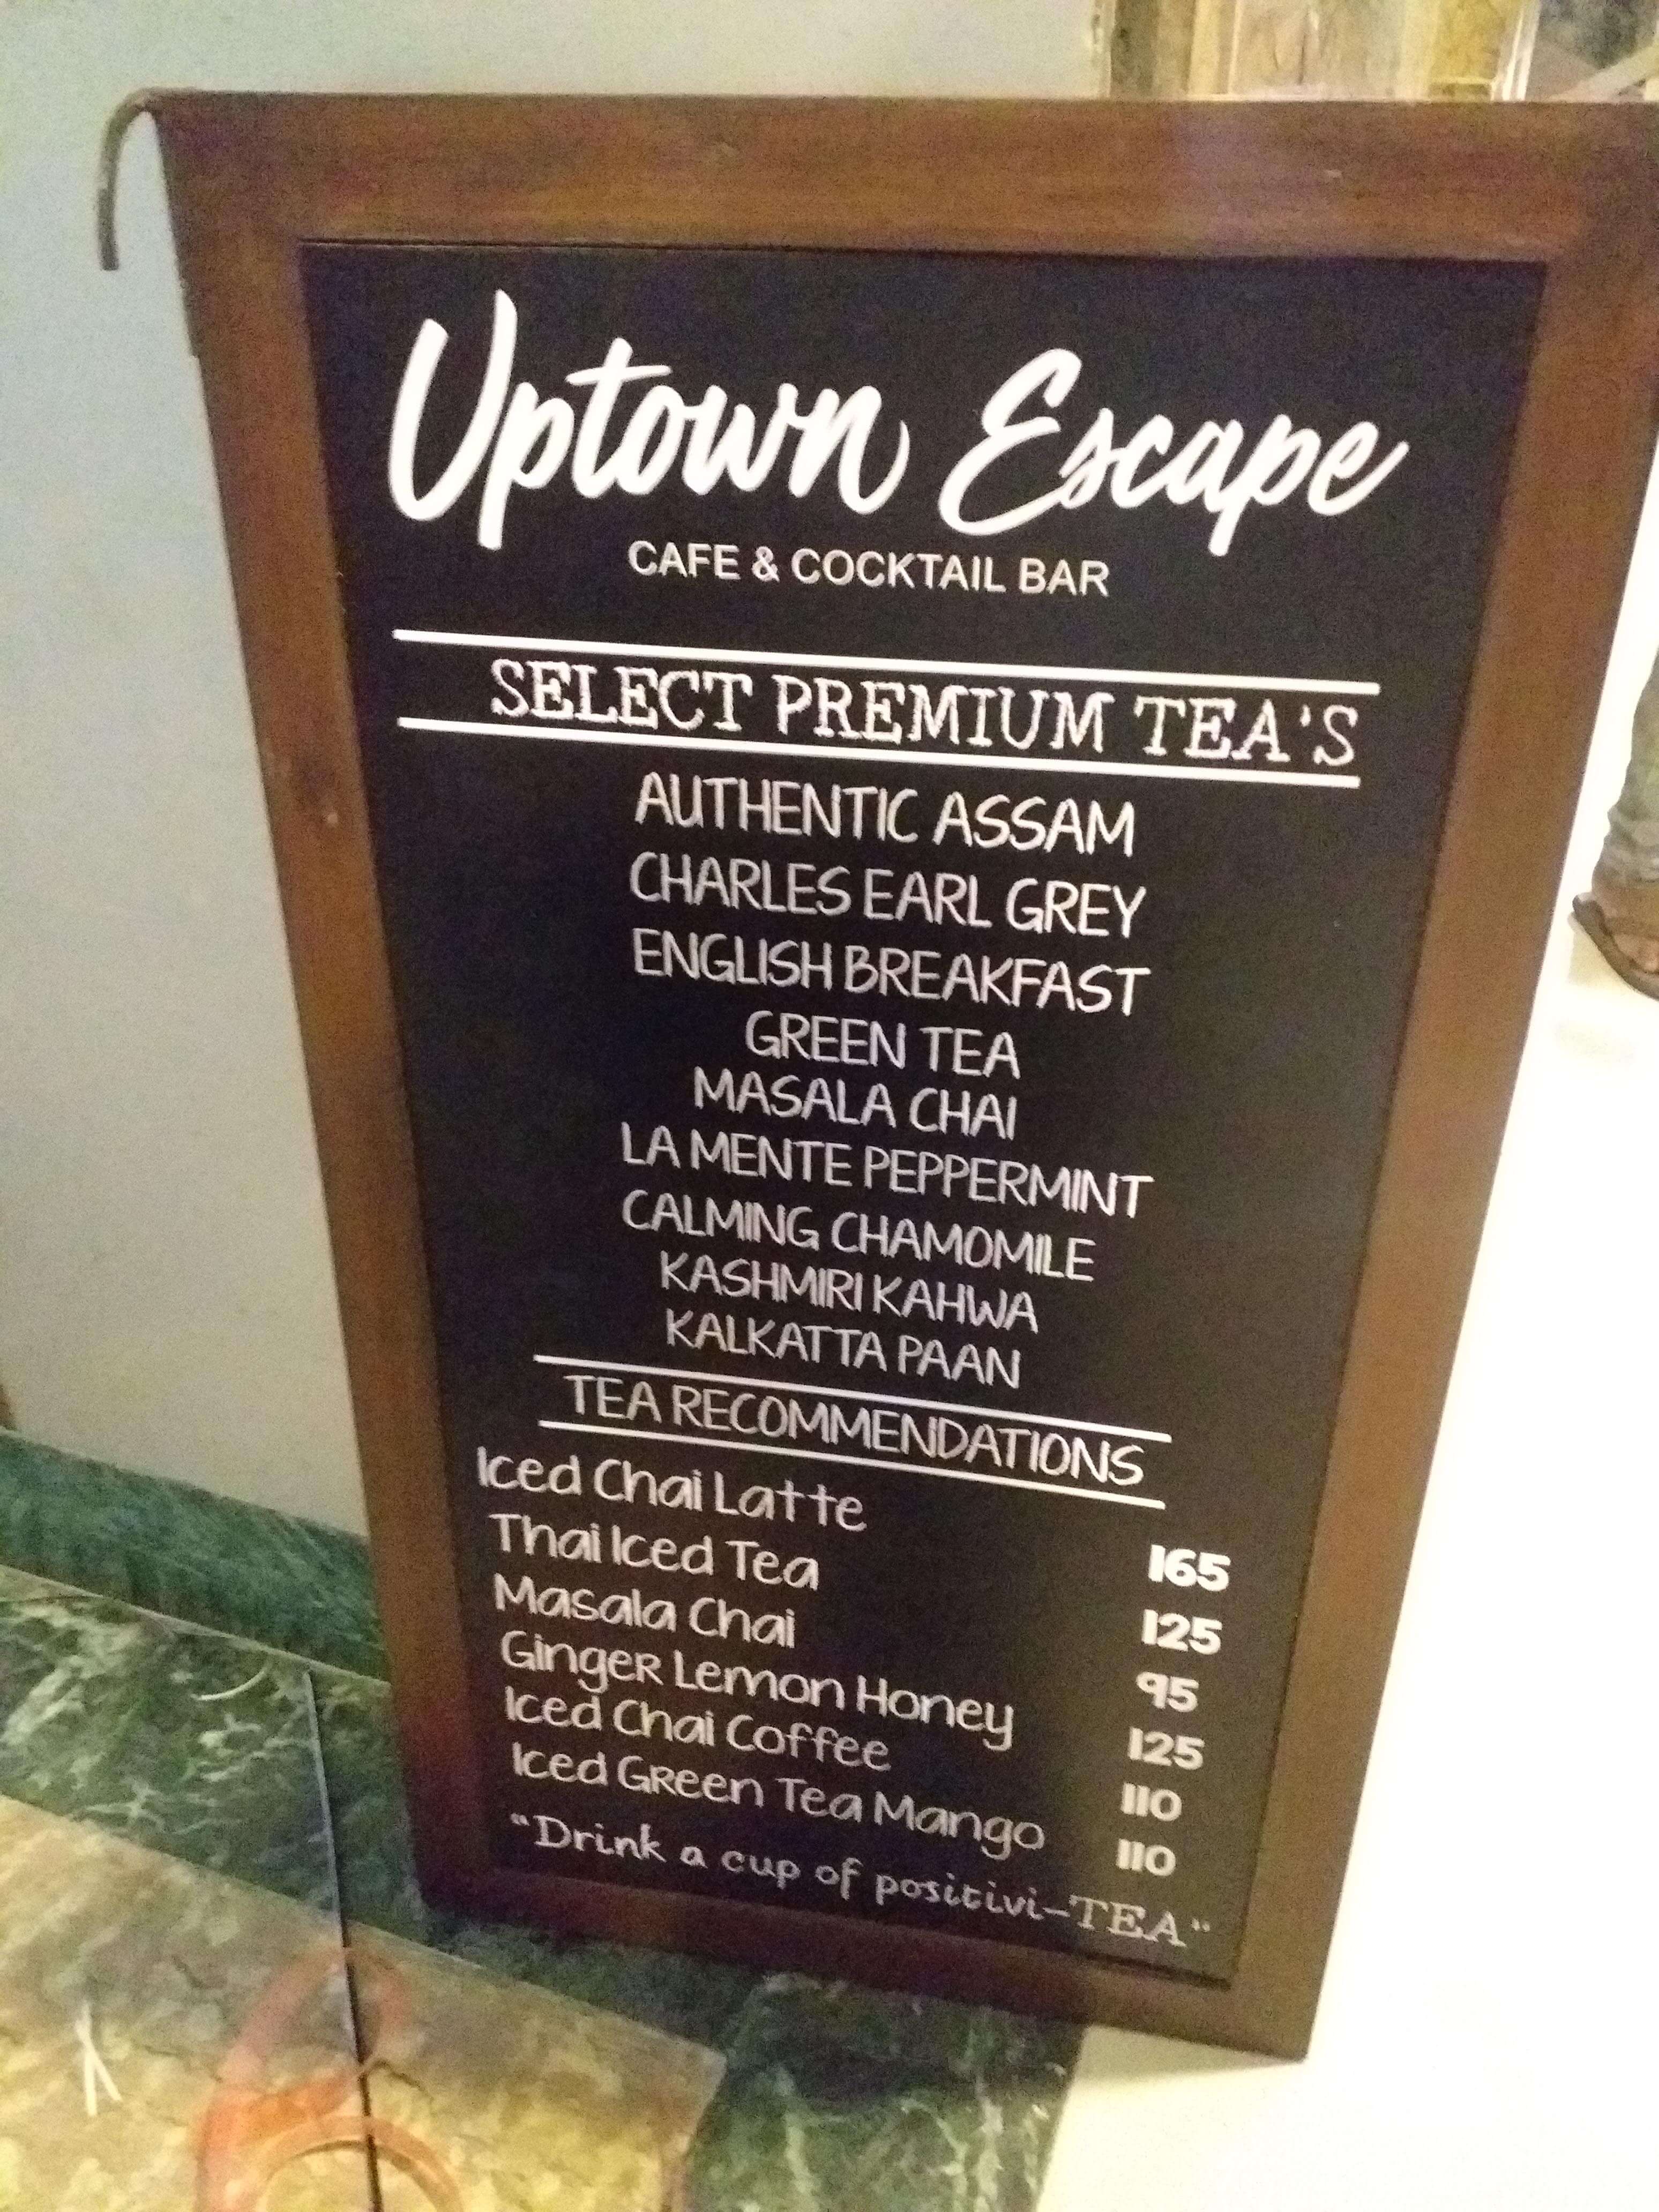 Uptown Escape
CAFE & COCKTAIL BAR
SELECT PREMIUM TEA'S
AUTHENTIC ASSAM
CHARLES EARL GREY
ENGLISH BREAKFAST
GREEN TEA
MASALA CHAI
LA MENTE PEPPERMINT
CALMING CHAMOMILE
KASHMIRI KAHWA
KALKATTA PAAN
TEA RECOMMENDATIONS
Iced Chai Latte 165
Thai Iced Tea 125
Masala Chai 95
Ginger Lemon Honey 125
Iced Chai Coffee 110
Iced Green Tea Mango 110
"Drink a cup of positivi-TEA"